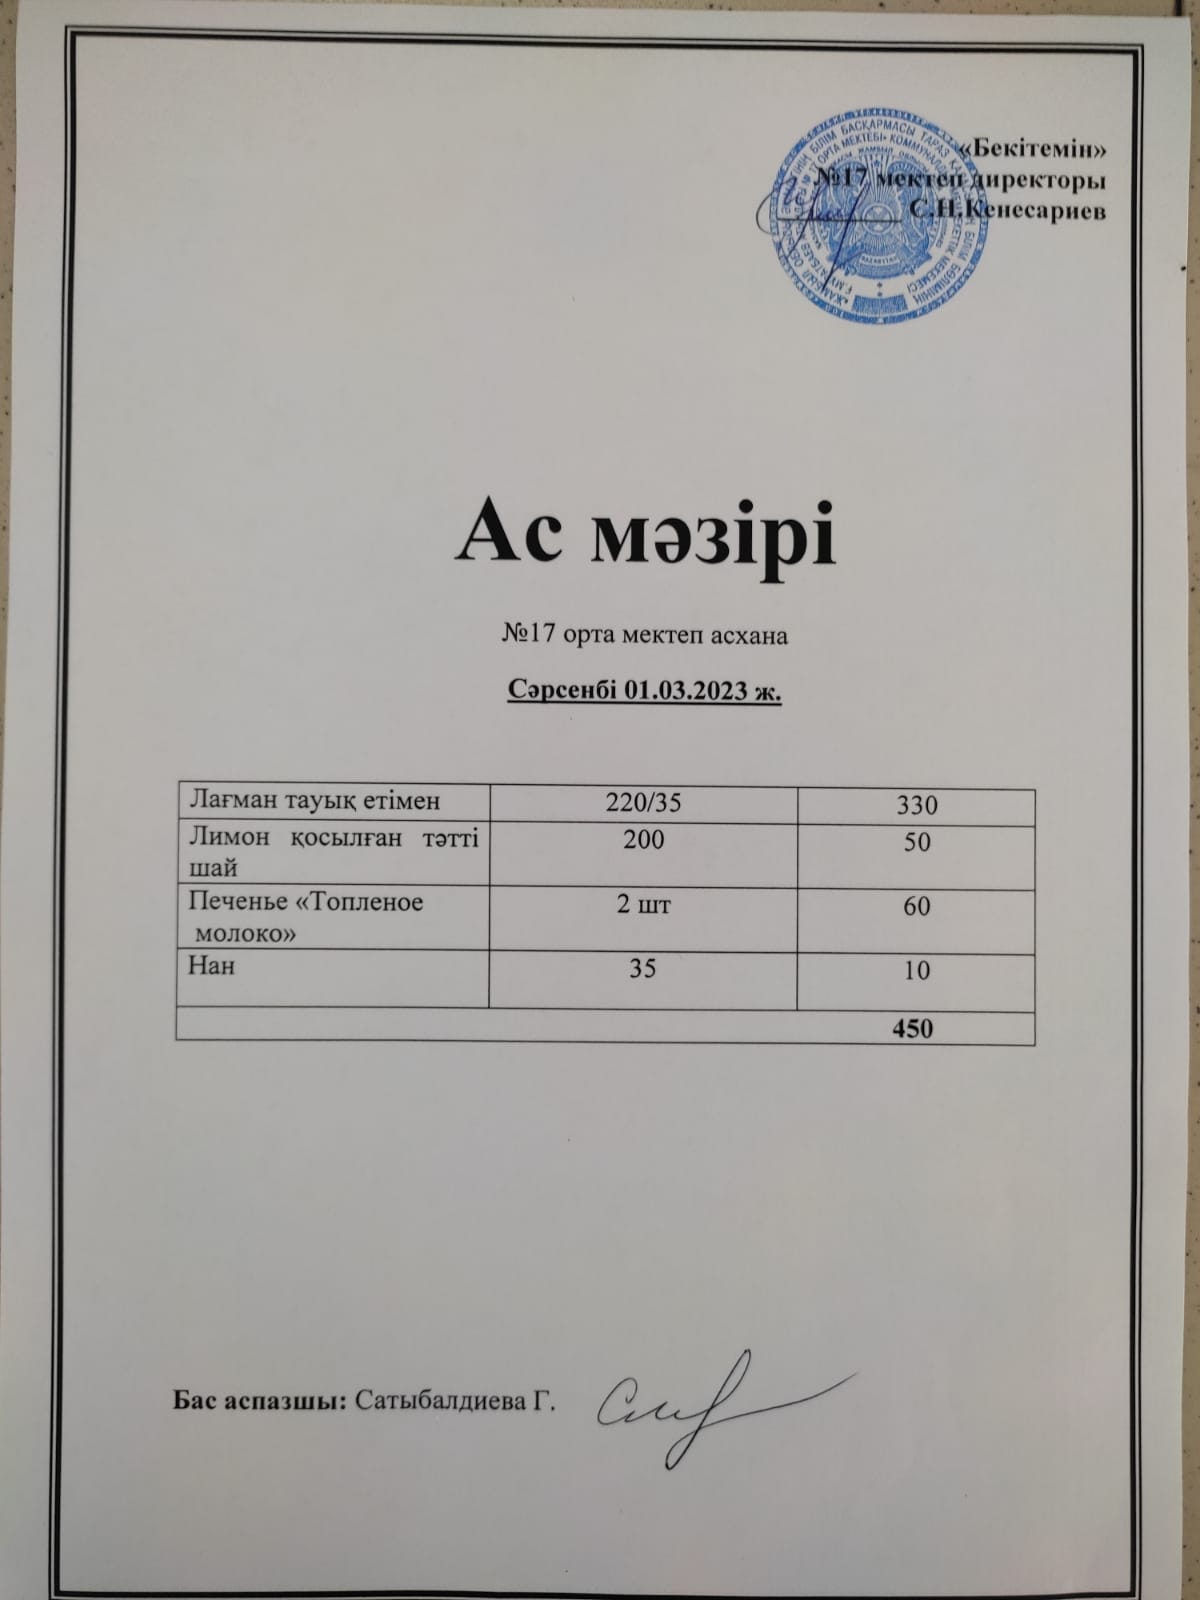 «Бекітемін»
№17 мектеп директоры
С.Н.Кенесариев
Ас мәзірі
№17 орта мектеп асхана
Сәрсенбі 01.03.2023 ж.
Лағман тауық етімен 220/35 330
Лимон қосылған тәтті 200 50
шай
Печенье «Топленое 2 шт 60
молоко»
Нан 35 10
450
Бас аспазшы: Сатыбалдиева Г.